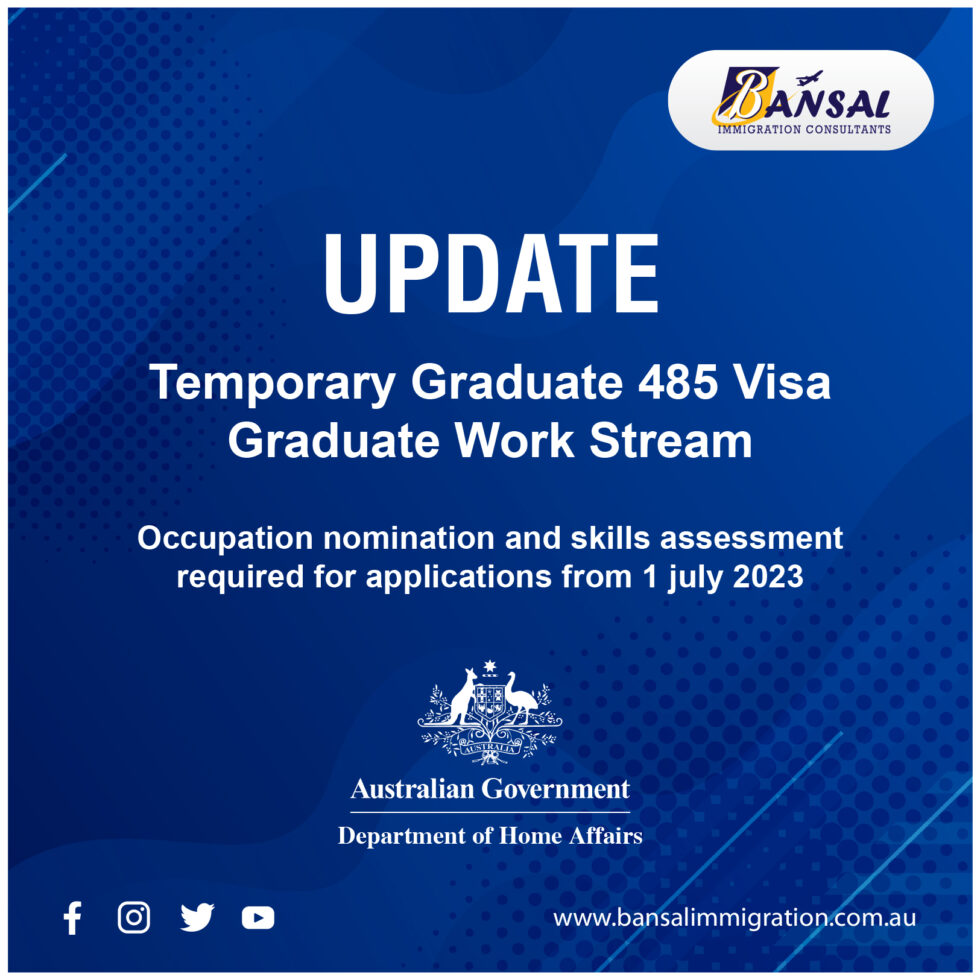 BANSAL
IMMIGRATION CONSULTANTS
UPDATE
Temporary Graduate 485 Visa
Graduate Work Stream
Occupation nomination and skills assessment
required for applications from 1 july 2023
AUSTRALIA
Australian Government
Department of Home Affairs
www.bansalimmigration.com.au